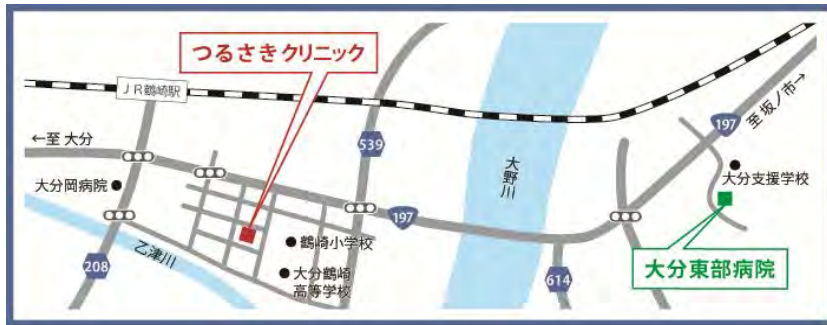 つるさきクリニック
JR鶴崎駅
←至 大分
大分岡病院
539
大野川
197
至 坂ノ市→
大分支援学校
197
鶴崎小学校
乙津川
208
大分鶴崎
高等学校
614
大分東部病院